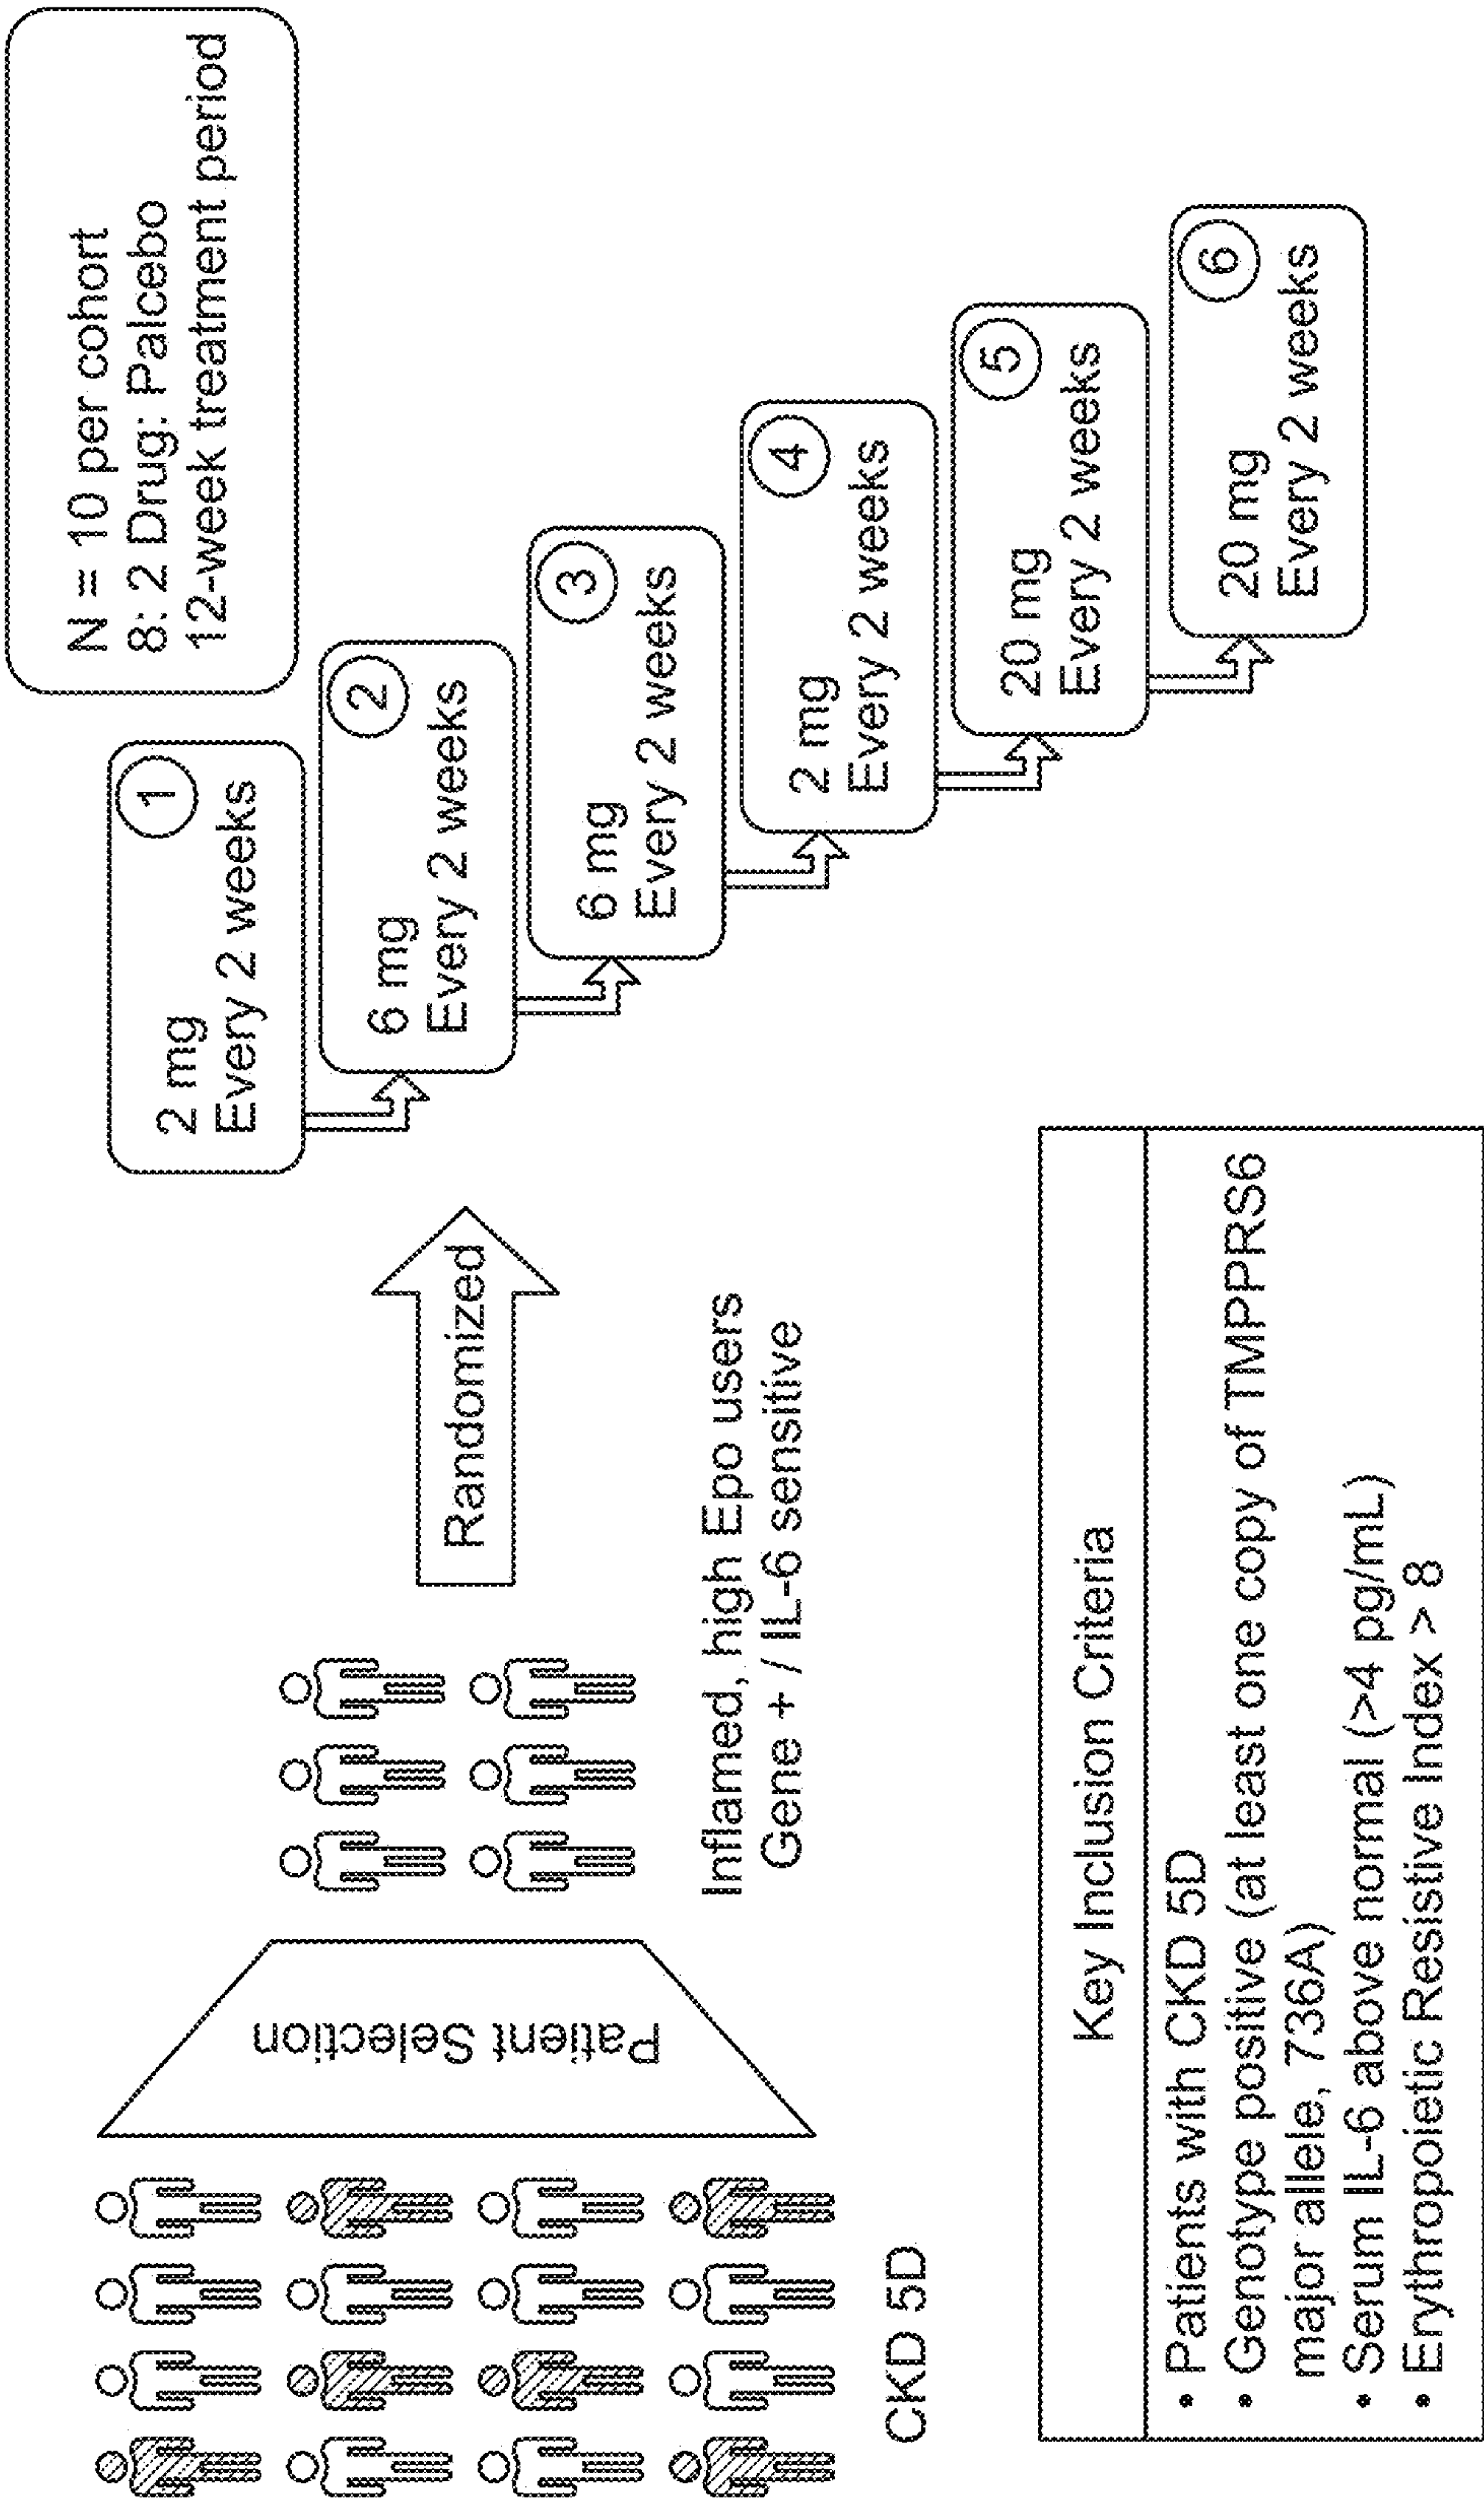 N = 10 per cohort
8: 2 Drug: Palcebo
12-week treatment period
Patient Selection
CKD 5D
Inflamed, high Epo users
Gene + / IL-6 sensitive
Randomized
1
2 mg
Every 2 weeks
2
6 mg
Every 2 weeks
3
6 mg
Every 2 weeks
4
2 mg
Every 2 weeks
5
20 mg
Every 2 weeks
6
20 mg
Every 2 weeks
Key Inclusion Criteria
• Patients with CKD 5D
• Genotype positive (at least one copy of TMPPRS6
major allele, 736A)
• Serum IL-6 above normal (>4 pg/mL)
• Erythropoietic Resistive Index > 8